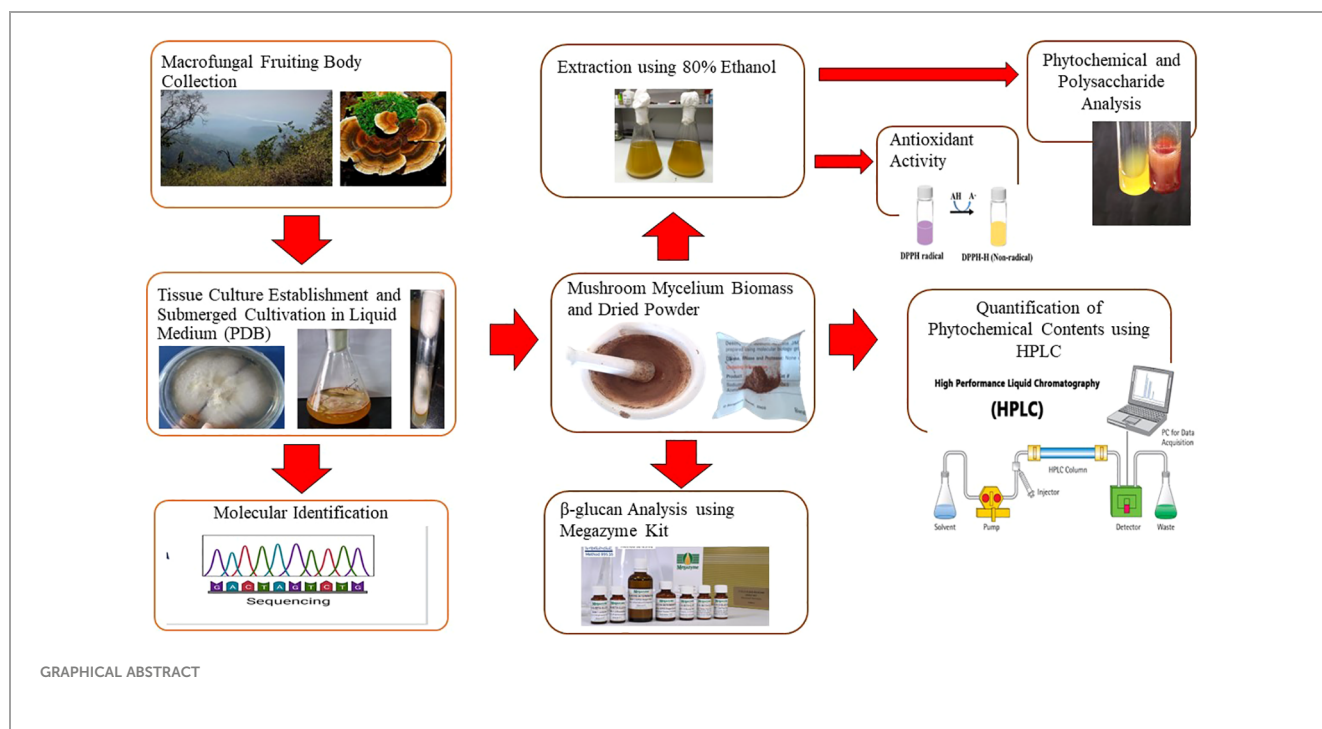 Macrofungal Fruiting Body
Collection
Extraction using 80% Ethanol
Phytochemical and
Polysaccharide
Analysis
Antioxidant
Activity
AH
A·
DPPH radical
DPPH-H (Non-radical)
Tissue Culture Establishment and
Submerged Cultivation in Liquid
Medium (PDB)
Mushroom Mycelium Biomass
and Dried Powder
Quantification of
Phytochemical Contents using
HPLC
High Performance Liquid Chromatography
(HPLC)
PC for Data
Acquisition
HPLC Column
Injector
Solvent
Pump
Detector
Waste
Molecular Identification
G A C T A G T C T G
Sequencing
β-glucan Analysis using
Megazyme Kit
Megazyme
GRAPHICAL ABSTRACT